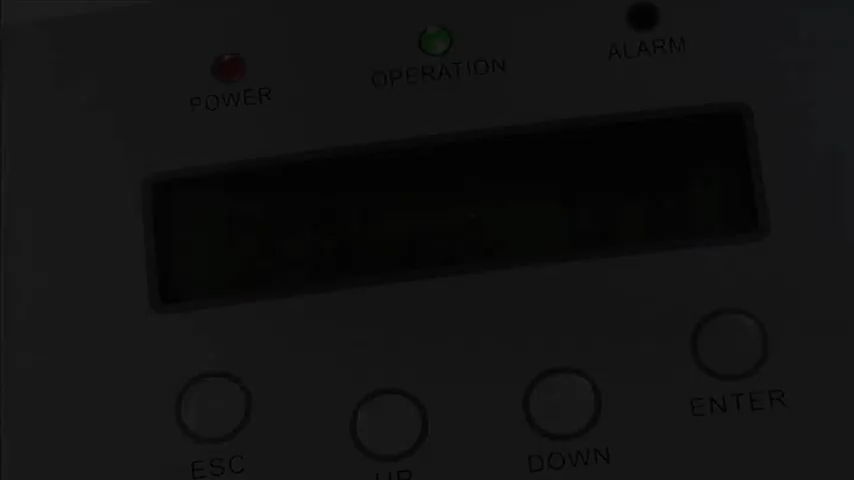 POWER
OPERATION
ALARM
ESC
UP
DOWN
ENTER